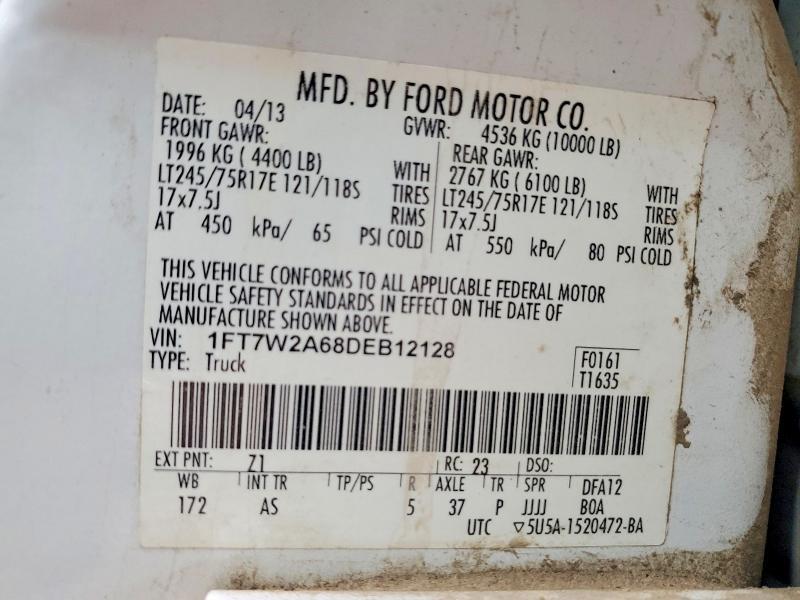 MFD. BY FORD MOTOR CO.
DATE: 04/13 GVWR: 4536 KG (10000 LB)
FRONT GAWR: REAR GAWR:
1996 KG ( 4400 LB) WITH 2767 KG ( 6100 LB) WITH
LT245/75R17E 121/118S TIRES LT245/75R17E 121/118S TIRES
17x7.5J RIMS 17x7.5J RIMS
AT 450 kPa/ 65 PSI COLD AT 550 kPa/ 80 PSI COLD
THIS VEHICLE CONFORMS TO ALL APPLICABLE FEDERAL MOTOR
VEHICLE SAFETY STANDARDS IN EFFECT ON THE DATE OF
MANUFACTURE SHOWN ABOVE.
VIN: 1FT7W2A68DEB12128
TYPE: Truck
F0161
T1635
EXT PNT: Z1 RC: 23 DSO:
WB INT TR TP/PS R AXLE TR SPR DFA12
172 AS 5 37 P JJJJ BOA
UTC ▽5U5A-1520472-BA